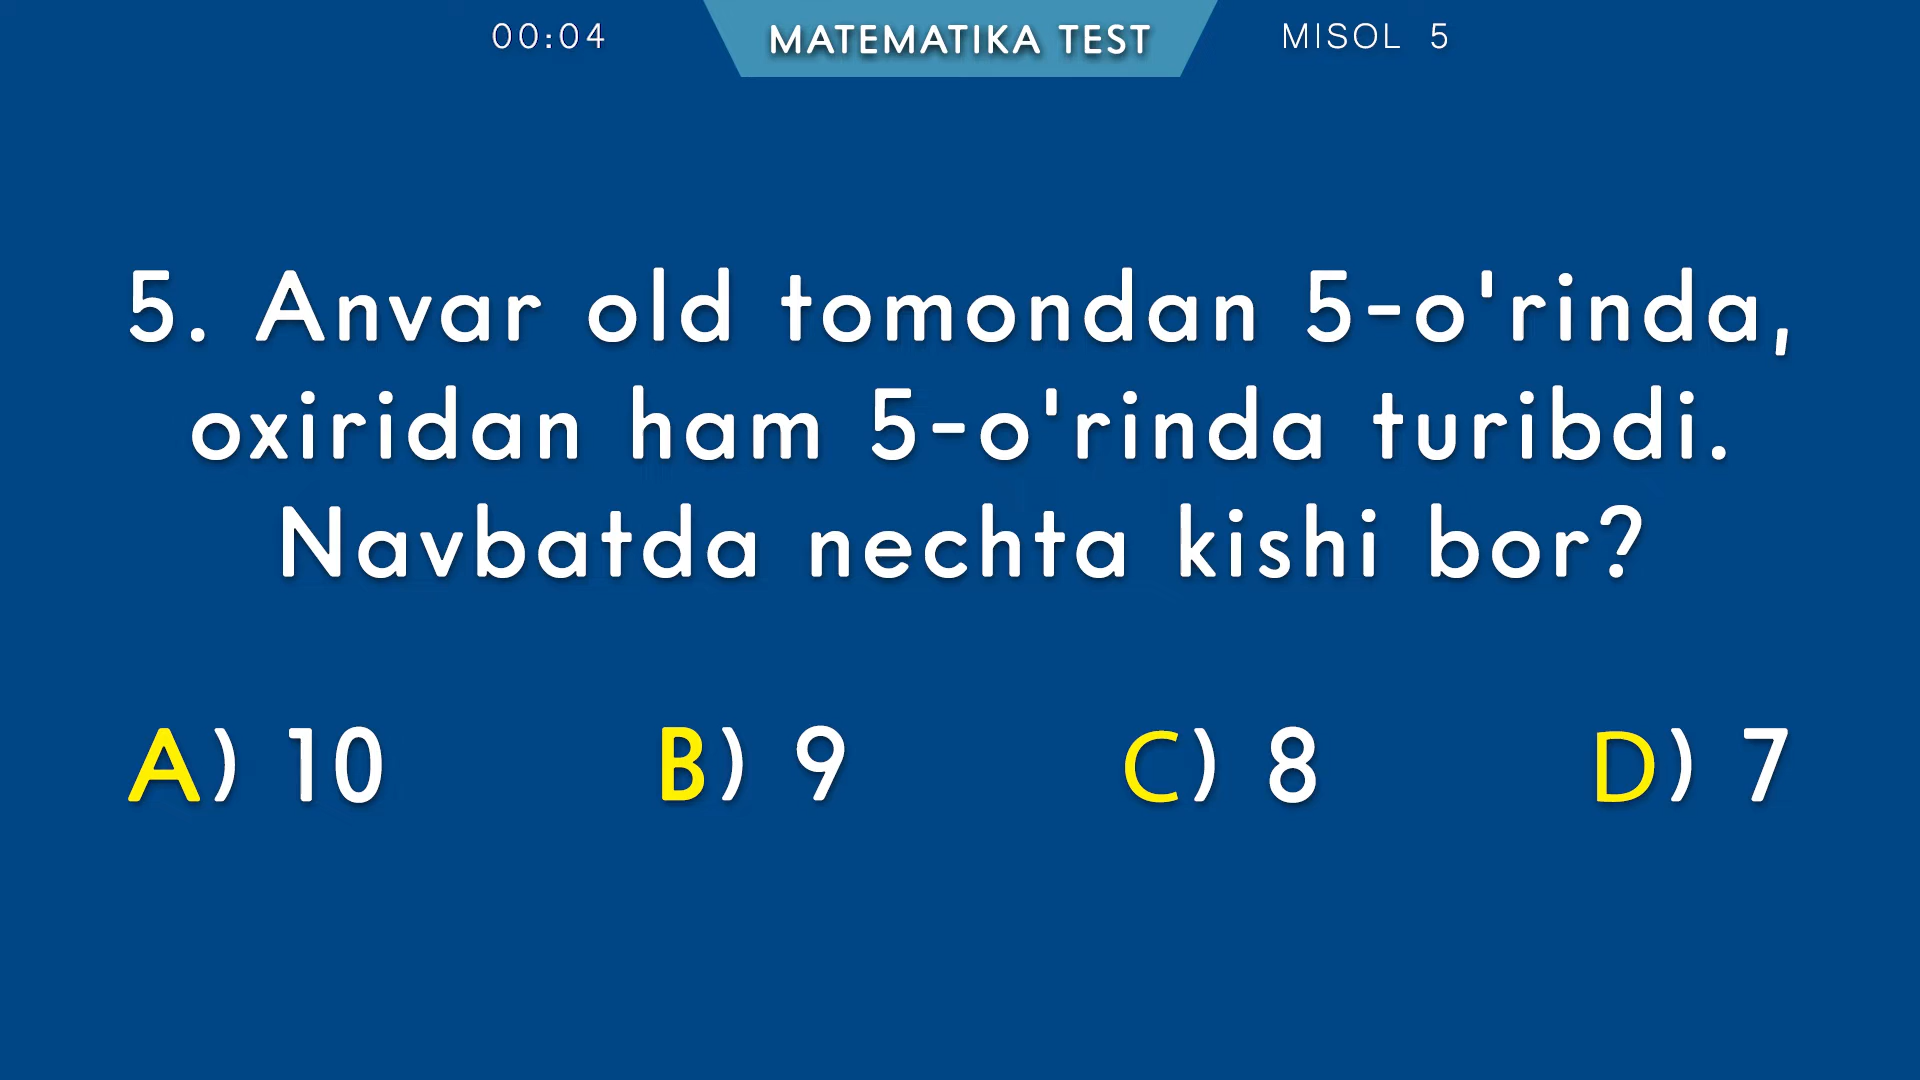 00:04 MATEMATIKA TEST MISOL 5
5. Anvar old tomondan 5-o'rinda,
oxiridan ham 5-o'rinda turibdi.
Navbatda nechta kishi bor?
A) 10 B) 9 C) 8 D) 7